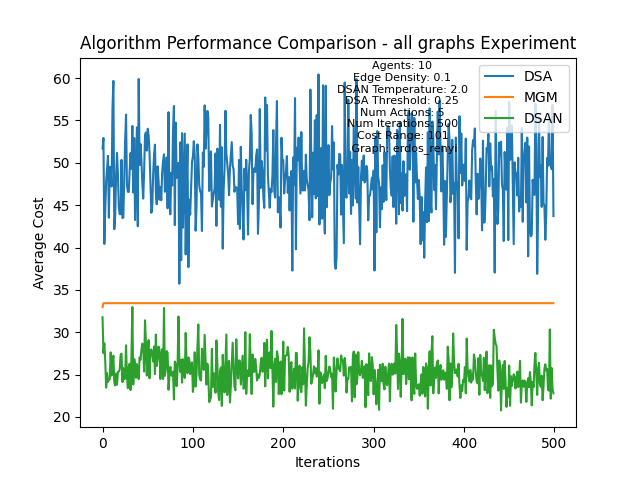 Algorithm Performance Comparison - all graphs Experiment
Agents: 10
Edge Density: 0.1
DSAN Temperature: 2.0
DSA Threshold: 0.25
Num Actions: 5
Num Iterations: 500
Cost Range: 101
Graph: erdos_renyi
DSA
MGM
DSAN
Average Cost
60
55
50
45
40
35
30
25
20
0
100
200
300
400
500
Iterations